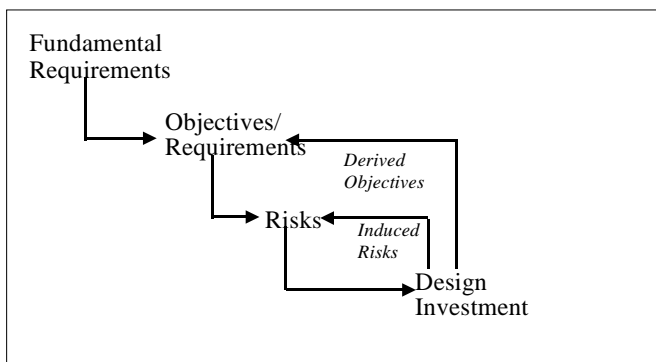 Fundamental
Requirements
Objectives/
Requirements
Derived
Objectives
Risks
Induced
Risks
Design
Investment